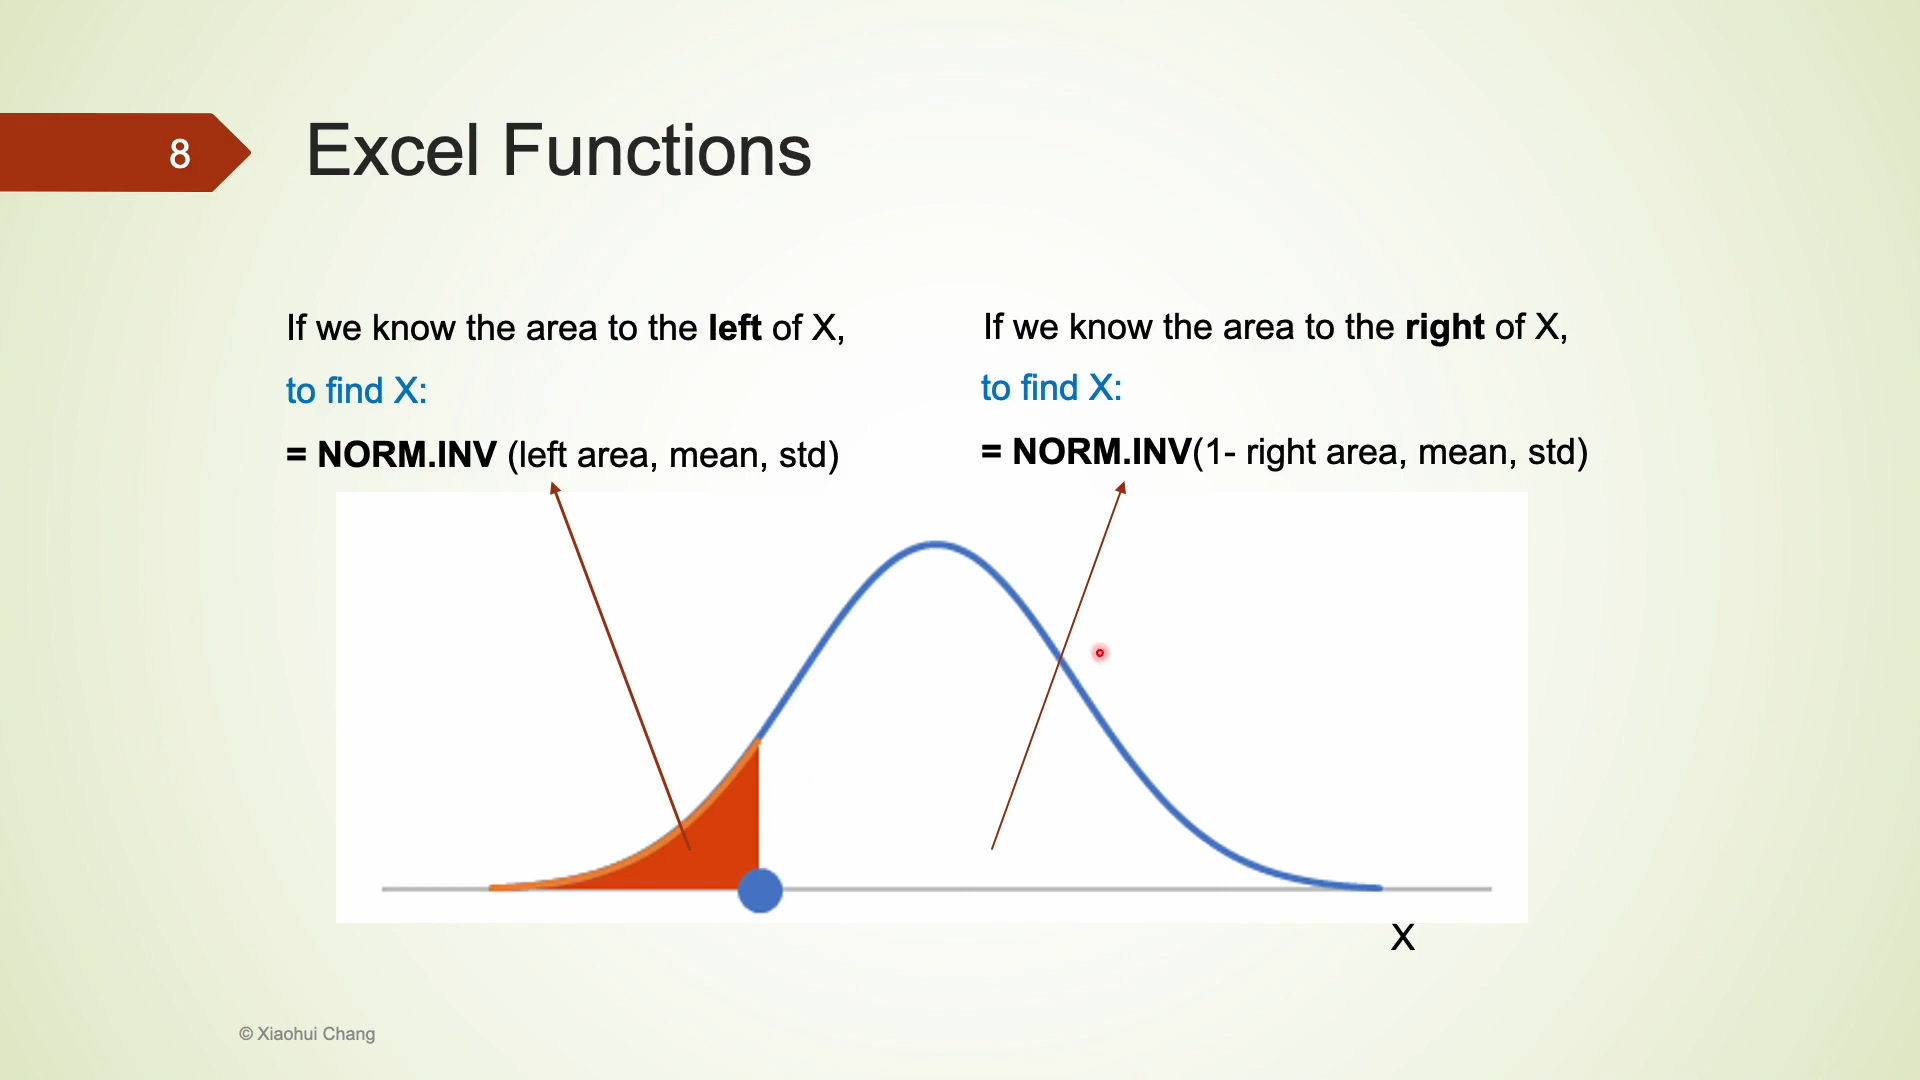 8
Excel Functions
If we know the area to the left of X,
to find X:
= NORM.INV (left area, mean, std)
If we know the area to the right of X,
to find X:
= NORM.INV(1- right area, mean, std)
X
© Xiaohui Chang